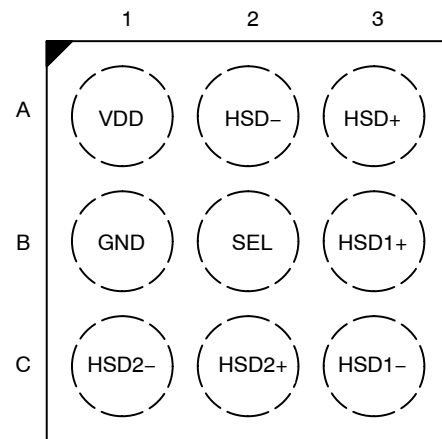 1 2 3
A VDD HSD− HSD+
B GND SEL HSD1+
C HSD2− HSD2+ HSD1−